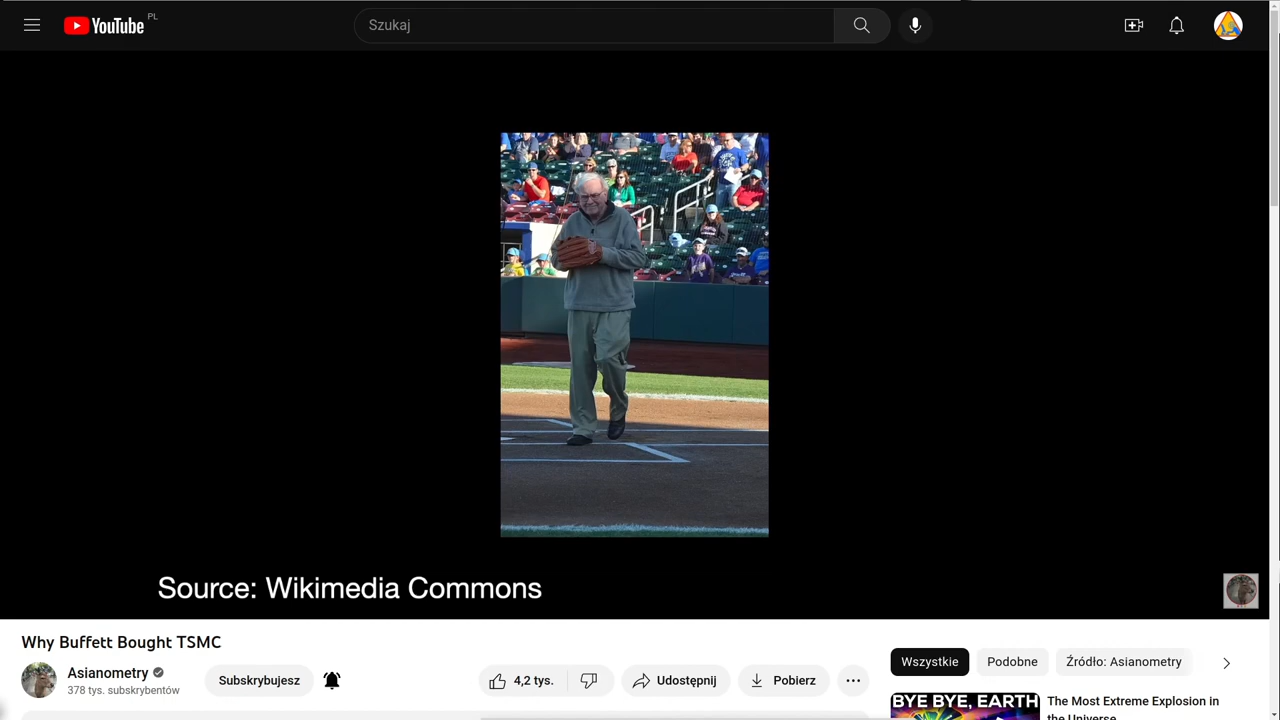 YouTube PL
Szukaj
Source: Wikimedia Commons
Why Buffett Bought TSMC
Asianometry
378 tys. subskrybentów
Subskrybujesz
4,2 tys.
Udostępnij
Pobierz
Wszystkie
Podobne
Źródło: Asianometry
BYE BYE, EARTH
The Most Extreme Explosion in
the Universe